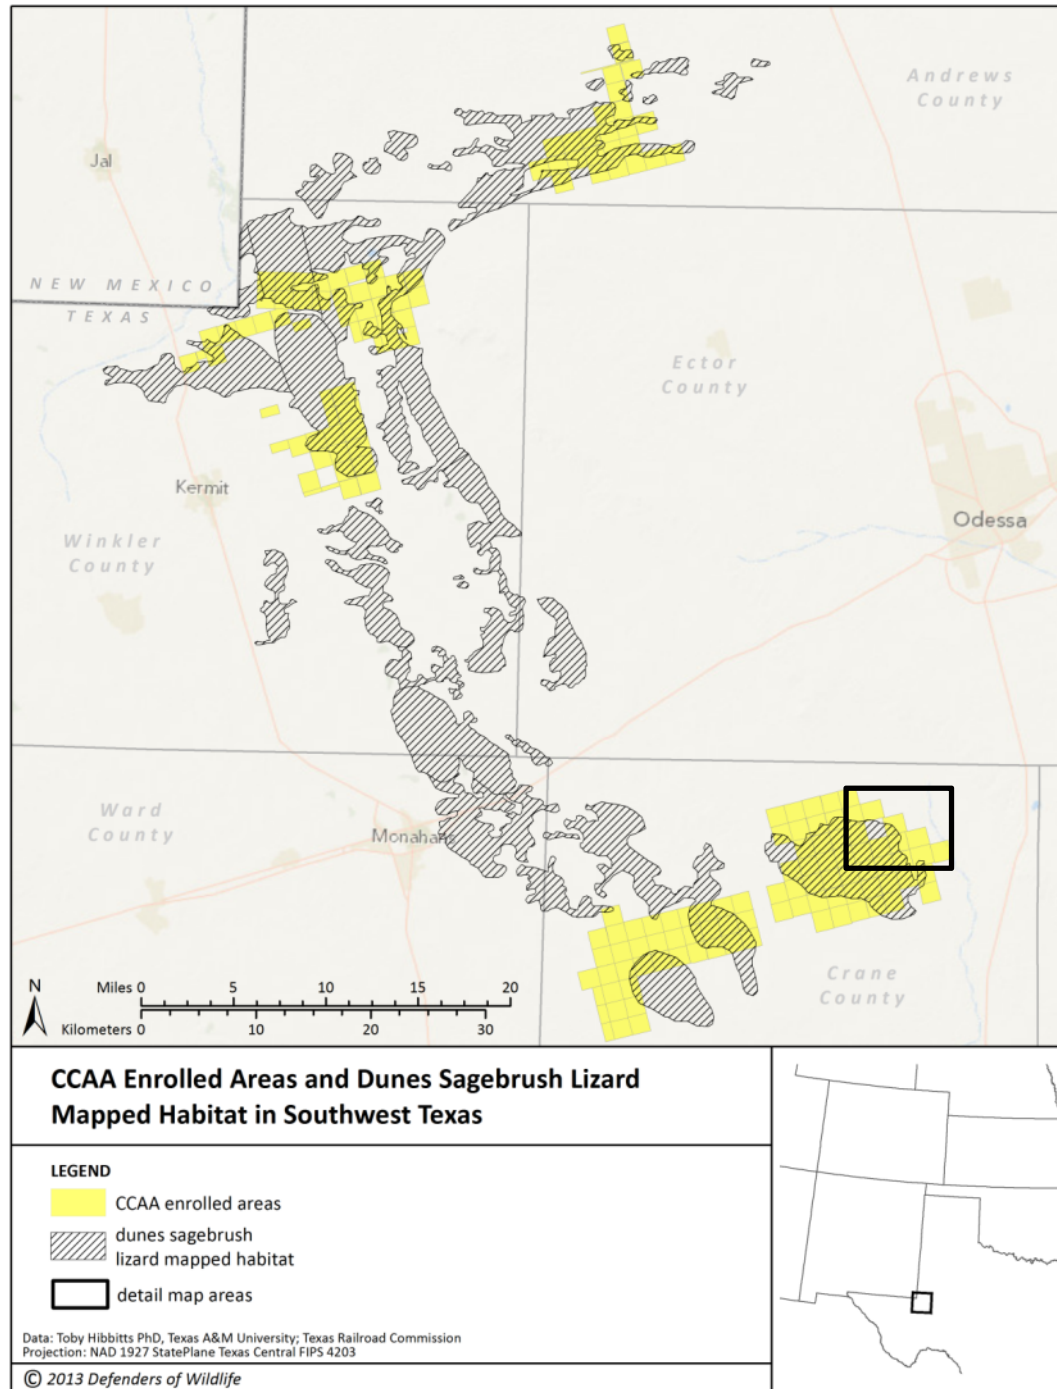 Andrews
County
Jal
NEW MEXICO
TEXAS
Ector
County
Kermit
Odessa
Winkler
County
Ward
County
Monahans
Crane
County
N
Miles 0 5 10 15 20
Kilometers 0 10 20 30
CCAA Enrolled Areas and Dunes Sagebrush Lizard
Mapped Habitat in Southwest Texas
LEGEND
CCAA enrolled areas
dunes sagebrush
lizard mapped habitat
detail map areas
Data: Toby Hibbitts PhD, Texas A&M University; Texas Railroad Commission
Projection: NAD 1927 StatePlane Texas Central FIPS 4203
© 2013 Defenders of Wildlife